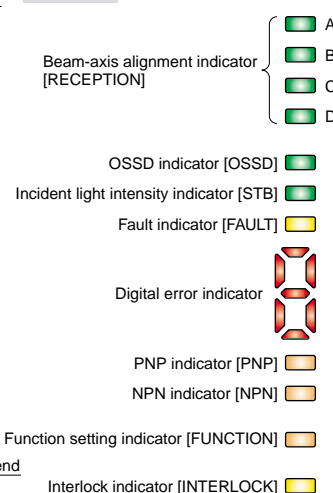 A
B
C
D
Beam-axis alignment indicator
[RECEPTION]
OSSD indicator [OSSD]
Incident light intensity indicator [STB]
Fault indicator [FAULT]
Digital error indicator
PNP indicator [PNP]
NPN indicator [NPN]
Function setting indicator [FUNCTION]
end
Interlock indicator [INTERLOCK]